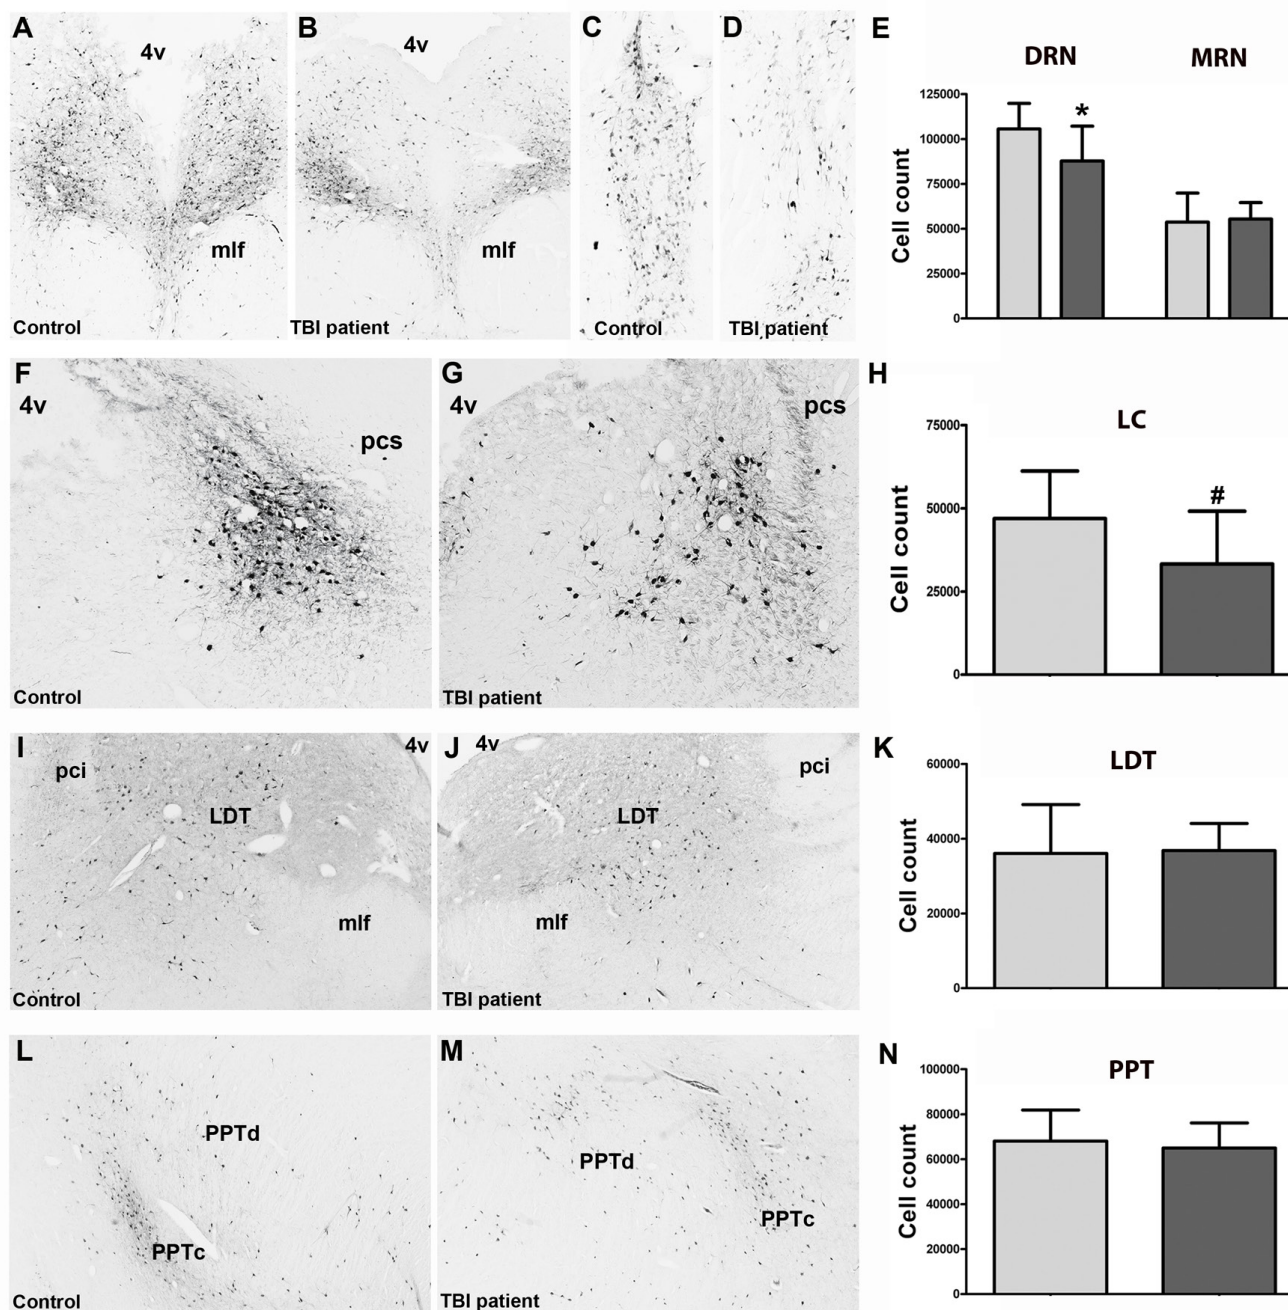 A
4v
mlf
Control
B
4v
mlf
TBI patient
C
Control
D
TBI patient
E
DRN MRN
Cell count
125000
*
100000
75000
50000
25000
0
F
4v
pcs
Control
G
4v
pcs
TBI patient
H
LC
Cell count
75000
#
50000
25000
0
I
4v
pci
LDT
mlf
Control
J
4v
pci
LDT
mlf
TBI patient
K
LDT
Cell count
60000
40000
20000
0
L
PPTd
PPTc
Control
M
PPTd
PPTc
TBI patient
N
PPT
Cell count
100000
80000
60000
40000
20000
0